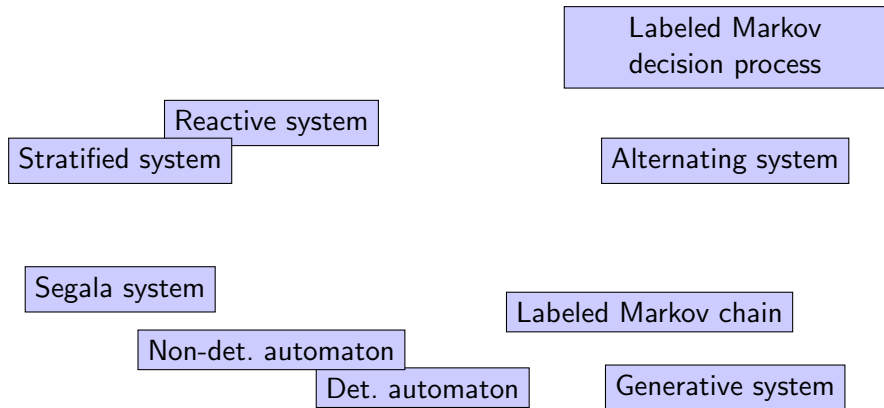 Labeled Markov
decision process
Reactive system
Stratified system
Alternating system
Segala system
Labeled Markov chain
Non-det. automaton
Det. automaton
Generative system